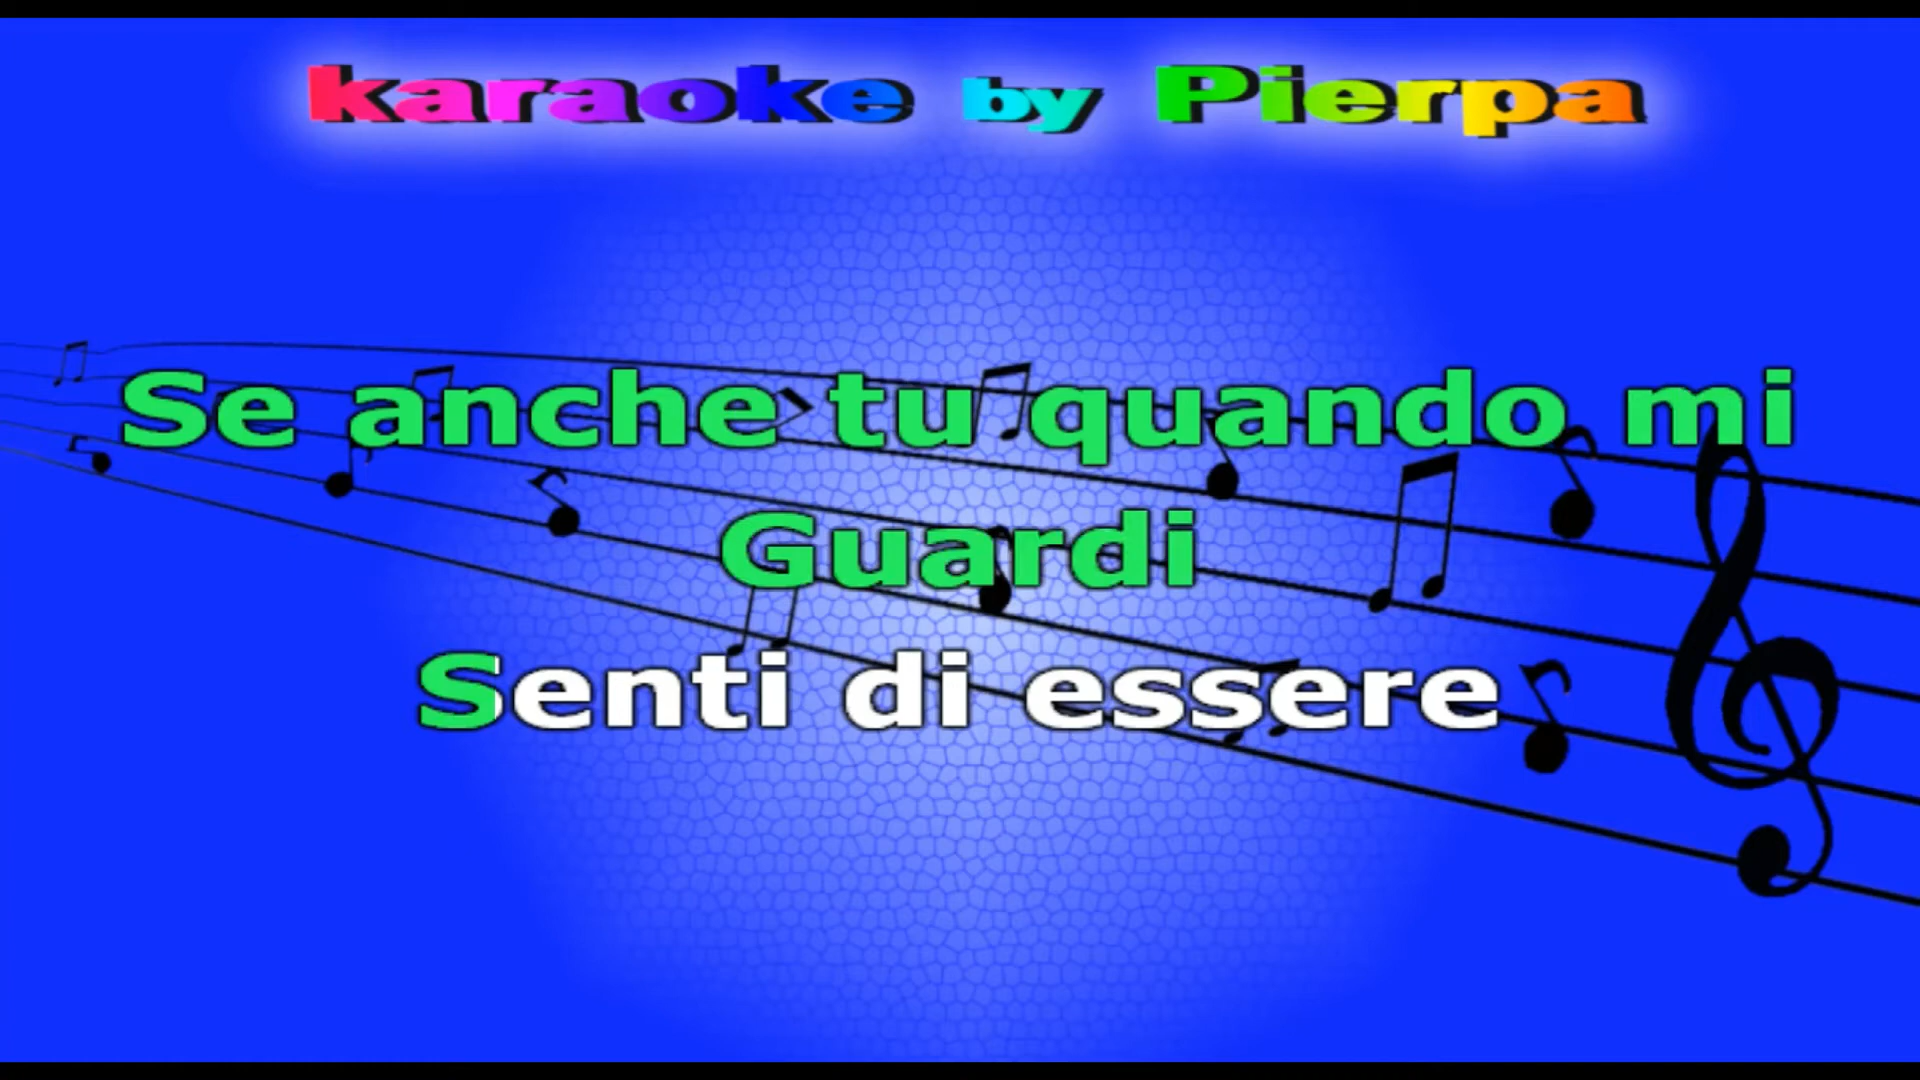 karaoke by Pierpa
Se anche tu quando mi
Guardi
Senti di essere